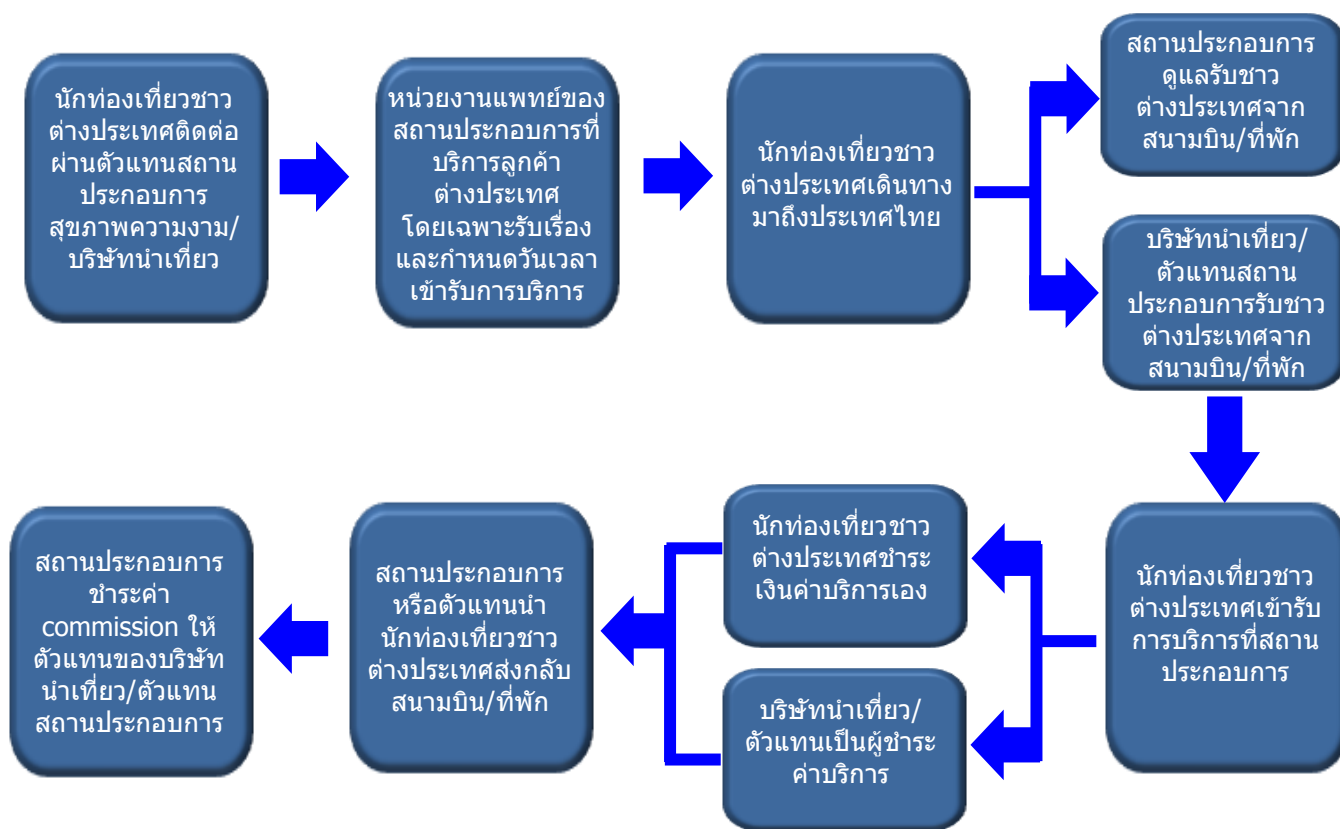 นักท่องเที่ยวชาว
ต่างประเทศติดต่อ
ผ่านตัวแทนสถาน
ประกอบการ
สุขภาพความงาม/
บริษัทนำเที่ยว
หน่วยงานแพทย์ของ
สถานประกอบการที่
บริการลูกค้า
ต่างประเทศ
โดยเฉพาะรับเรื่อง
และกำหนดวันเวลา
เข้ารับการบริการ
นักท่องเที่ยวชาว
ต่างประเทศเดินทาง
มาถึงประเทศไทย
สถานประกอบการ
ดูแลรับชาว
ต่างประเทศจาก
สนามบิน/ที่พัก
บริษัทนำเที่ยว/
ตัวแทนสถาน
ประกอบการรับชาว
ต่างประเทศจาก
สนามบิน/ที่พัก
นักท่องเที่ยวชาว
ต่างประเทศเข้ารับ
การบริการที่สถาน
ประกอบการ
นักท่องเที่ยวชาว
ต่างประเทศชำระ
เงินค่าบริการเอง
บริษัทนำเที่ยว/
ตัวแทนเป็นผู้ชำระ
ค่าบริการ
สถานประกอบการ
หรือตัวแทนนำ
นักท่องเที่ยวชาว
ต่างประเทศส่งกลับ
สนามบิน/ที่พัก
สถานประกอบการ
ชำระค่า
commission ให้
ตัวแทนของบริษัท
นำเที่ยว/ตัวแทน
สถานประกอบการ